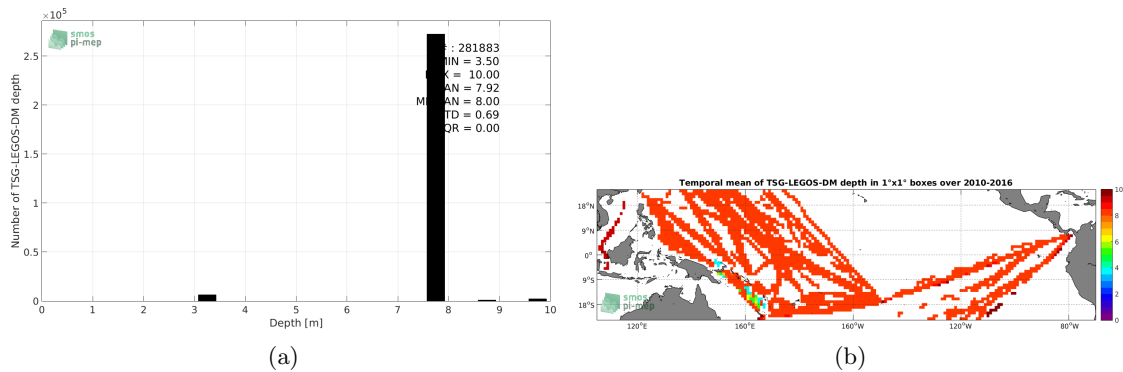 ×10⁵
smos
pi-mep
: 281883
IN = 3.50
X = 10.00
AN = 7.92
M AN = 8.00
TD = 0.69
QR = 0.00
2.5
2
1.5
1
0.5
0
Number of TSG-LEGOS-DM depth
0 1 2 3 4 5 6 7 8 9 10
Depth [m]
(a)
Temporal mean of TSG-LEGOS-DM depth in 1°x1° boxes over 2010-2016
18°N
9°N
0°
9°S
18°S
smos
pi-mep
120°E 160°E 160°W 120°W 80°W
10
8
6
4
2
0
(b)